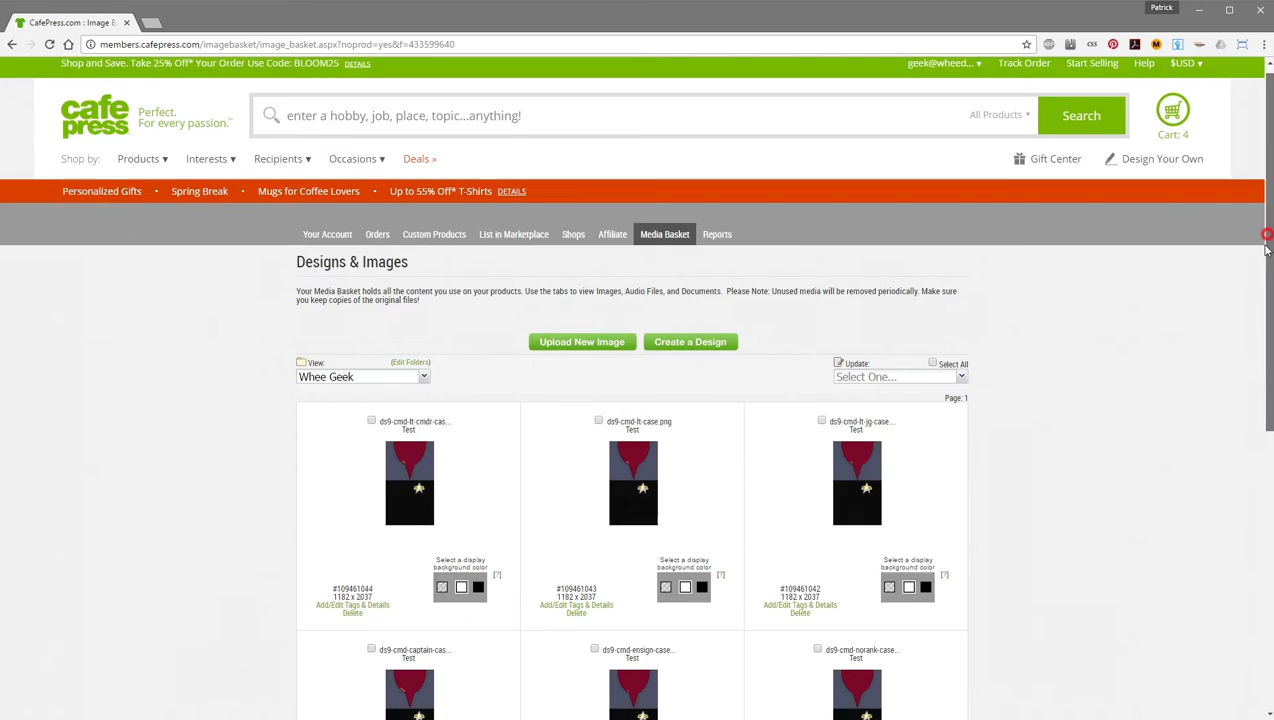 Patrick
CafePress.com : Image B
members.cafepress.com/imagebasket/image_basket.aspx?noprod=yes&f=433599640
Shop and Save. Take 25% Off* Your Order Use Code: BLOOM25 DETAILS
geek@wheed... ▾ Track Order Start Selling Help $USD ▾
cafe press
Perfect.
For every passion.™
enter a hobby, job, place, topic...anything!
All Products ▾
Search
Cart: 4
Shop by: Products ▾ Interests ▾ Recipients ▾ Occasions ▾ Deals »
Gift Center Design Your Own
Personalized Gifts • Spring Break • Mugs for Coffee Lovers • Up to 55% Off* T-Shirts DETAILS
Your Account Orders Custom Products List in Marketplace Shops Affiliate Media Basket Reports
Designs & Images
Your Media Basket holds all the content you use on your products. Use the tabs to view Images, Audio Files, and Documents. Please Note: Unused media will be removed periodically. Make sure
you keep copies of the original files!
Upload New Image Create a Design
View: (Edit Folders)
Whee Geek
Update: Select All
Select One...
Page: 1
ds9-cmd-lt-cmdr-cas...
Test
ds9-cmd-lt-case.png
Test
ds9-cmd-lt-jg-case....
Test
Select a display
background color
[?]
#109461044
1182 x 2037
Add/Edit Tags & Details
Delete
Select a display
background color
[?]
#109461043
1182 x 2037
Add/Edit Tags & Details
Delete
Select a display
background color
[?]
#109461042
1182 x 2037
Add/Edit Tags & Details
Delete
ds9-cmd-captain-cas...
Test
ds9-cmd-ensign-case...
Test
ds9-cmd-norank-case...
Test